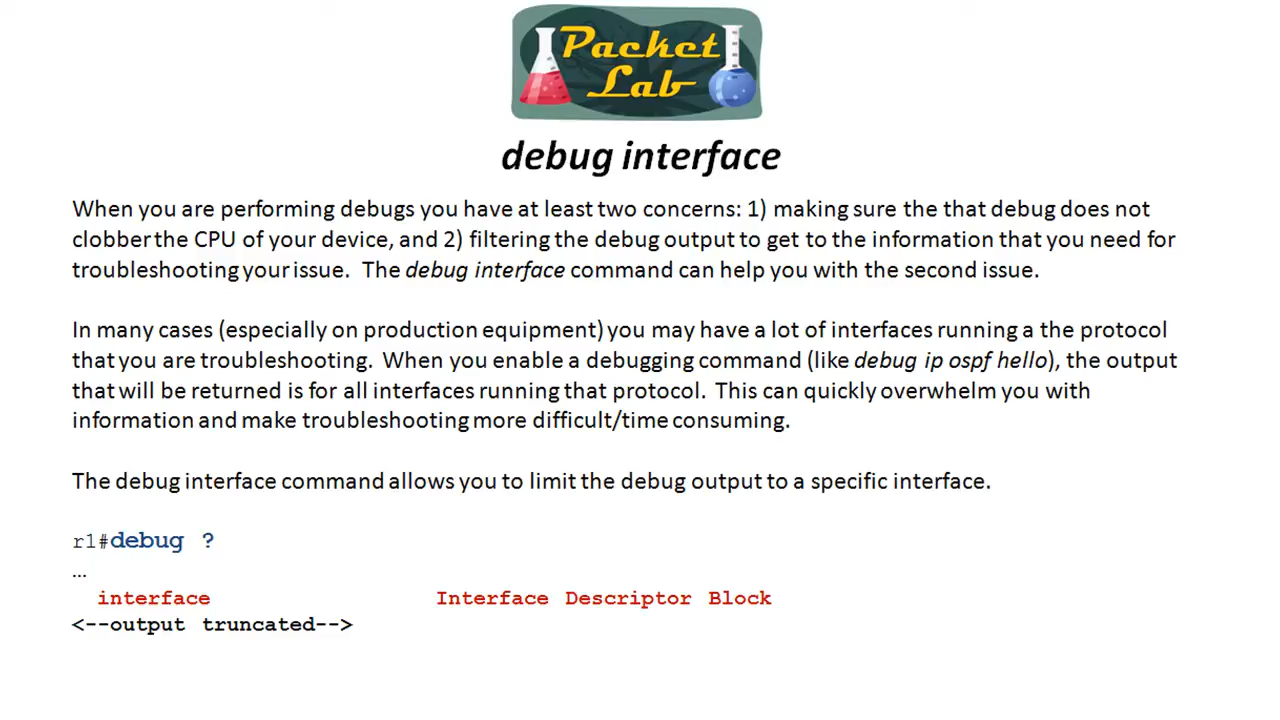 Packet
Lab
debug interface
When you are performing debugs you have at least two concerns: 1) making sure the that debug does not
clobber the CPU of your device, and 2) filtering the debug output to get to the information that you need for
troubleshooting your issue.  The debug interface command can help you with the second issue.
In many cases (especially on production equipment) you may have a lot of interfaces running a the protocol
that you are troubleshooting.  When you enable a debugging command (like debug ip ospf hello), the output
that will be returned is for all interfaces running that protocol.  This can quickly overwhelm you with
information and make troubleshooting more difficult/time consuming.
The debug interface command allows you to limit the debug output to a specific interface.
r1#debug ?
…
interface Interface Descriptor Block
<--output truncated-->